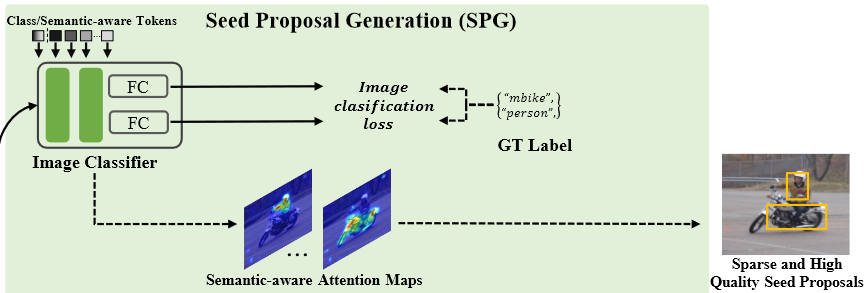 Seed Proposal Generation (SPG)
Class/Semantic-aware Tokens
...
FC
FC
Image Classifier
Image
clasification
loss
{"mbike",
"person",}
GT Label
...
Semantic-aware Attention Maps
Sparse and High
Quality Seed Proposals